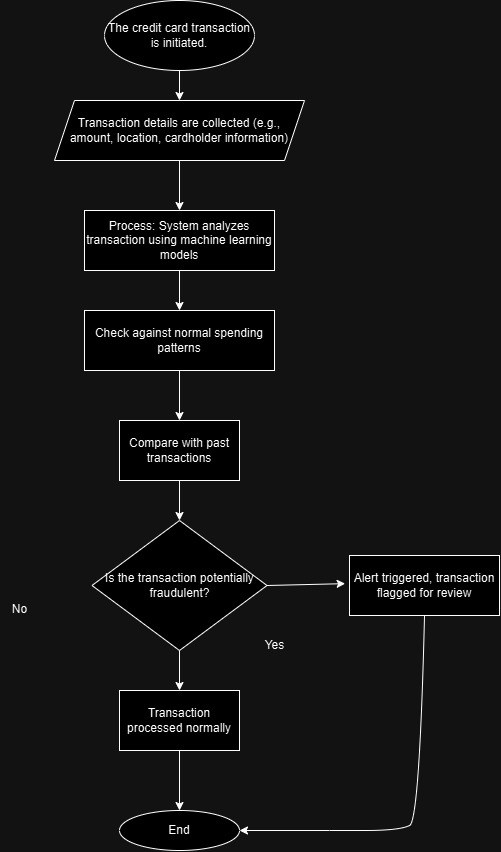 The credit card transaction
is initiated.
Transaction details are collected (e.g.,
amount, location, cardholder information)
Process: System analyzes
transaction using machine learning
models
Check against normal spending
patterns
Compare with past
transactions
Is the transaction potentially
fraudulent?
Alert triggered, transaction
flagged for review
No
Yes
Transaction
processed normally
End